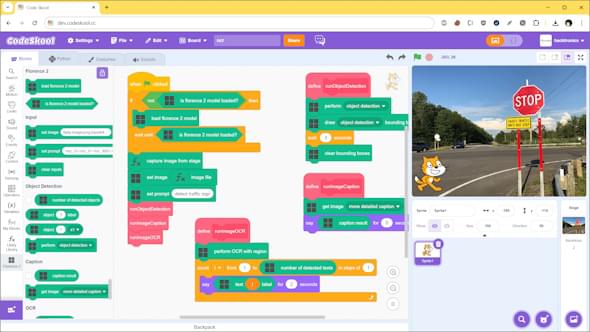 Code Skool
dev.codeskool.cc
CodeSkool
Settings
File
Edit
Board
ocr
Share
hacktronics
Blocks
Python
Costumes
Sounds
Florence 2
load florence 2 model
is florence 2 model loaded?
Input
set image
set prompt
clear inputs
Object Detection
number of detected objects
object 1 label
object 1 x1
perform object detection
Caption
caption result
get image more detailed caption
OCR
Motion
Looks
Sound
Events
Control
Sensing
Operators
Variables
My Blocks
Florence 2
when clicked
if not is florence 2 model loaded? then
load florence 2 model
wait until is florence 2 model loaded?
capture image from stage
set image image file
set prompt detect traffic sign
runObjectDetection
runImageCaption
runImageOCR
define runImageOCR
perform OCR with region
count i from 1 to number of detected texts in steps of 1
say text i label for 2 seconds
define runObjectDetection
perform object detection
draw object detection bounding
wait 2 seconds
clear bounding boxes
define runImageCaption
get image more detailed caption
say caption result for 2 seconds
STOP
Sprite
Sprite1
Show
Size
Direction
Stage
Backdrops
Sprite1
Backpack